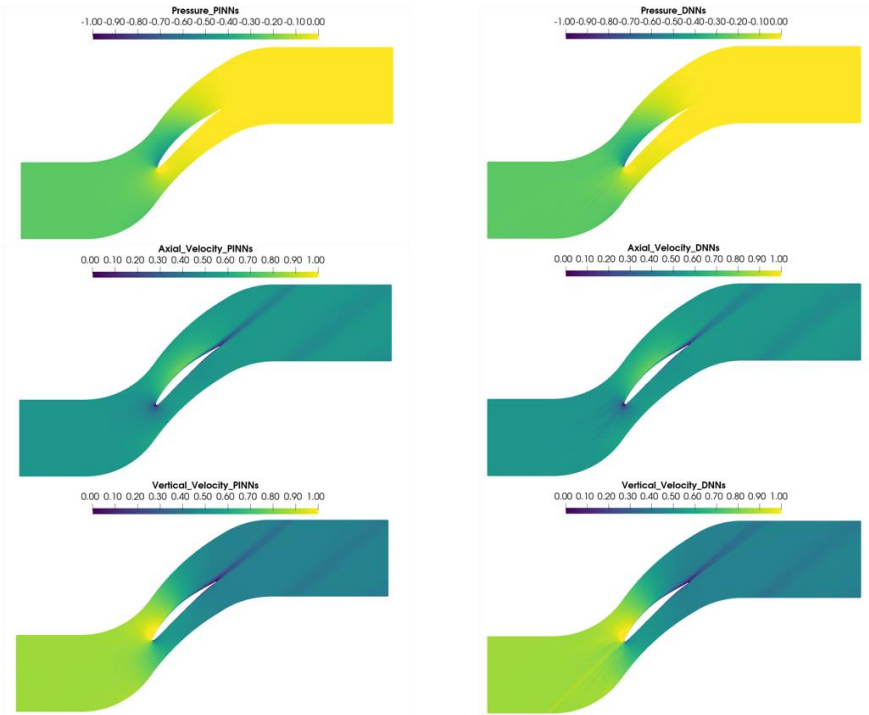 Pressure_PINNs
-1.00-0.90-0.80-0.70-0.60-0.50-0.40-0.30-0.20-0.100.00
Pressure_DNNs
-1.00-0.90-0.80-0.70-0.60-0.50-0.40-0.30-0.20-0.100.00
Axial_Velocity_PINNs
0.00 0.10 0.20 0.30 0.40 0.50 0.60 0.70 0.80 0.90 1.00
Axial_Velocity_DNNs
0.00 0.10 0.20 0.30 0.40 0.50 0.60 0.70 0.80 0.90 1.00
Vertical_Velocity_PINNs
0.00 0.10 0.20 0.30 0.40 0.50 0.60 0.70 0.80 0.90 1.00
Vertical_Velocity_DNNs
0.00 0.10 0.20 0.30 0.40 0.50 0.60 0.70 0.80 0.90 1.00